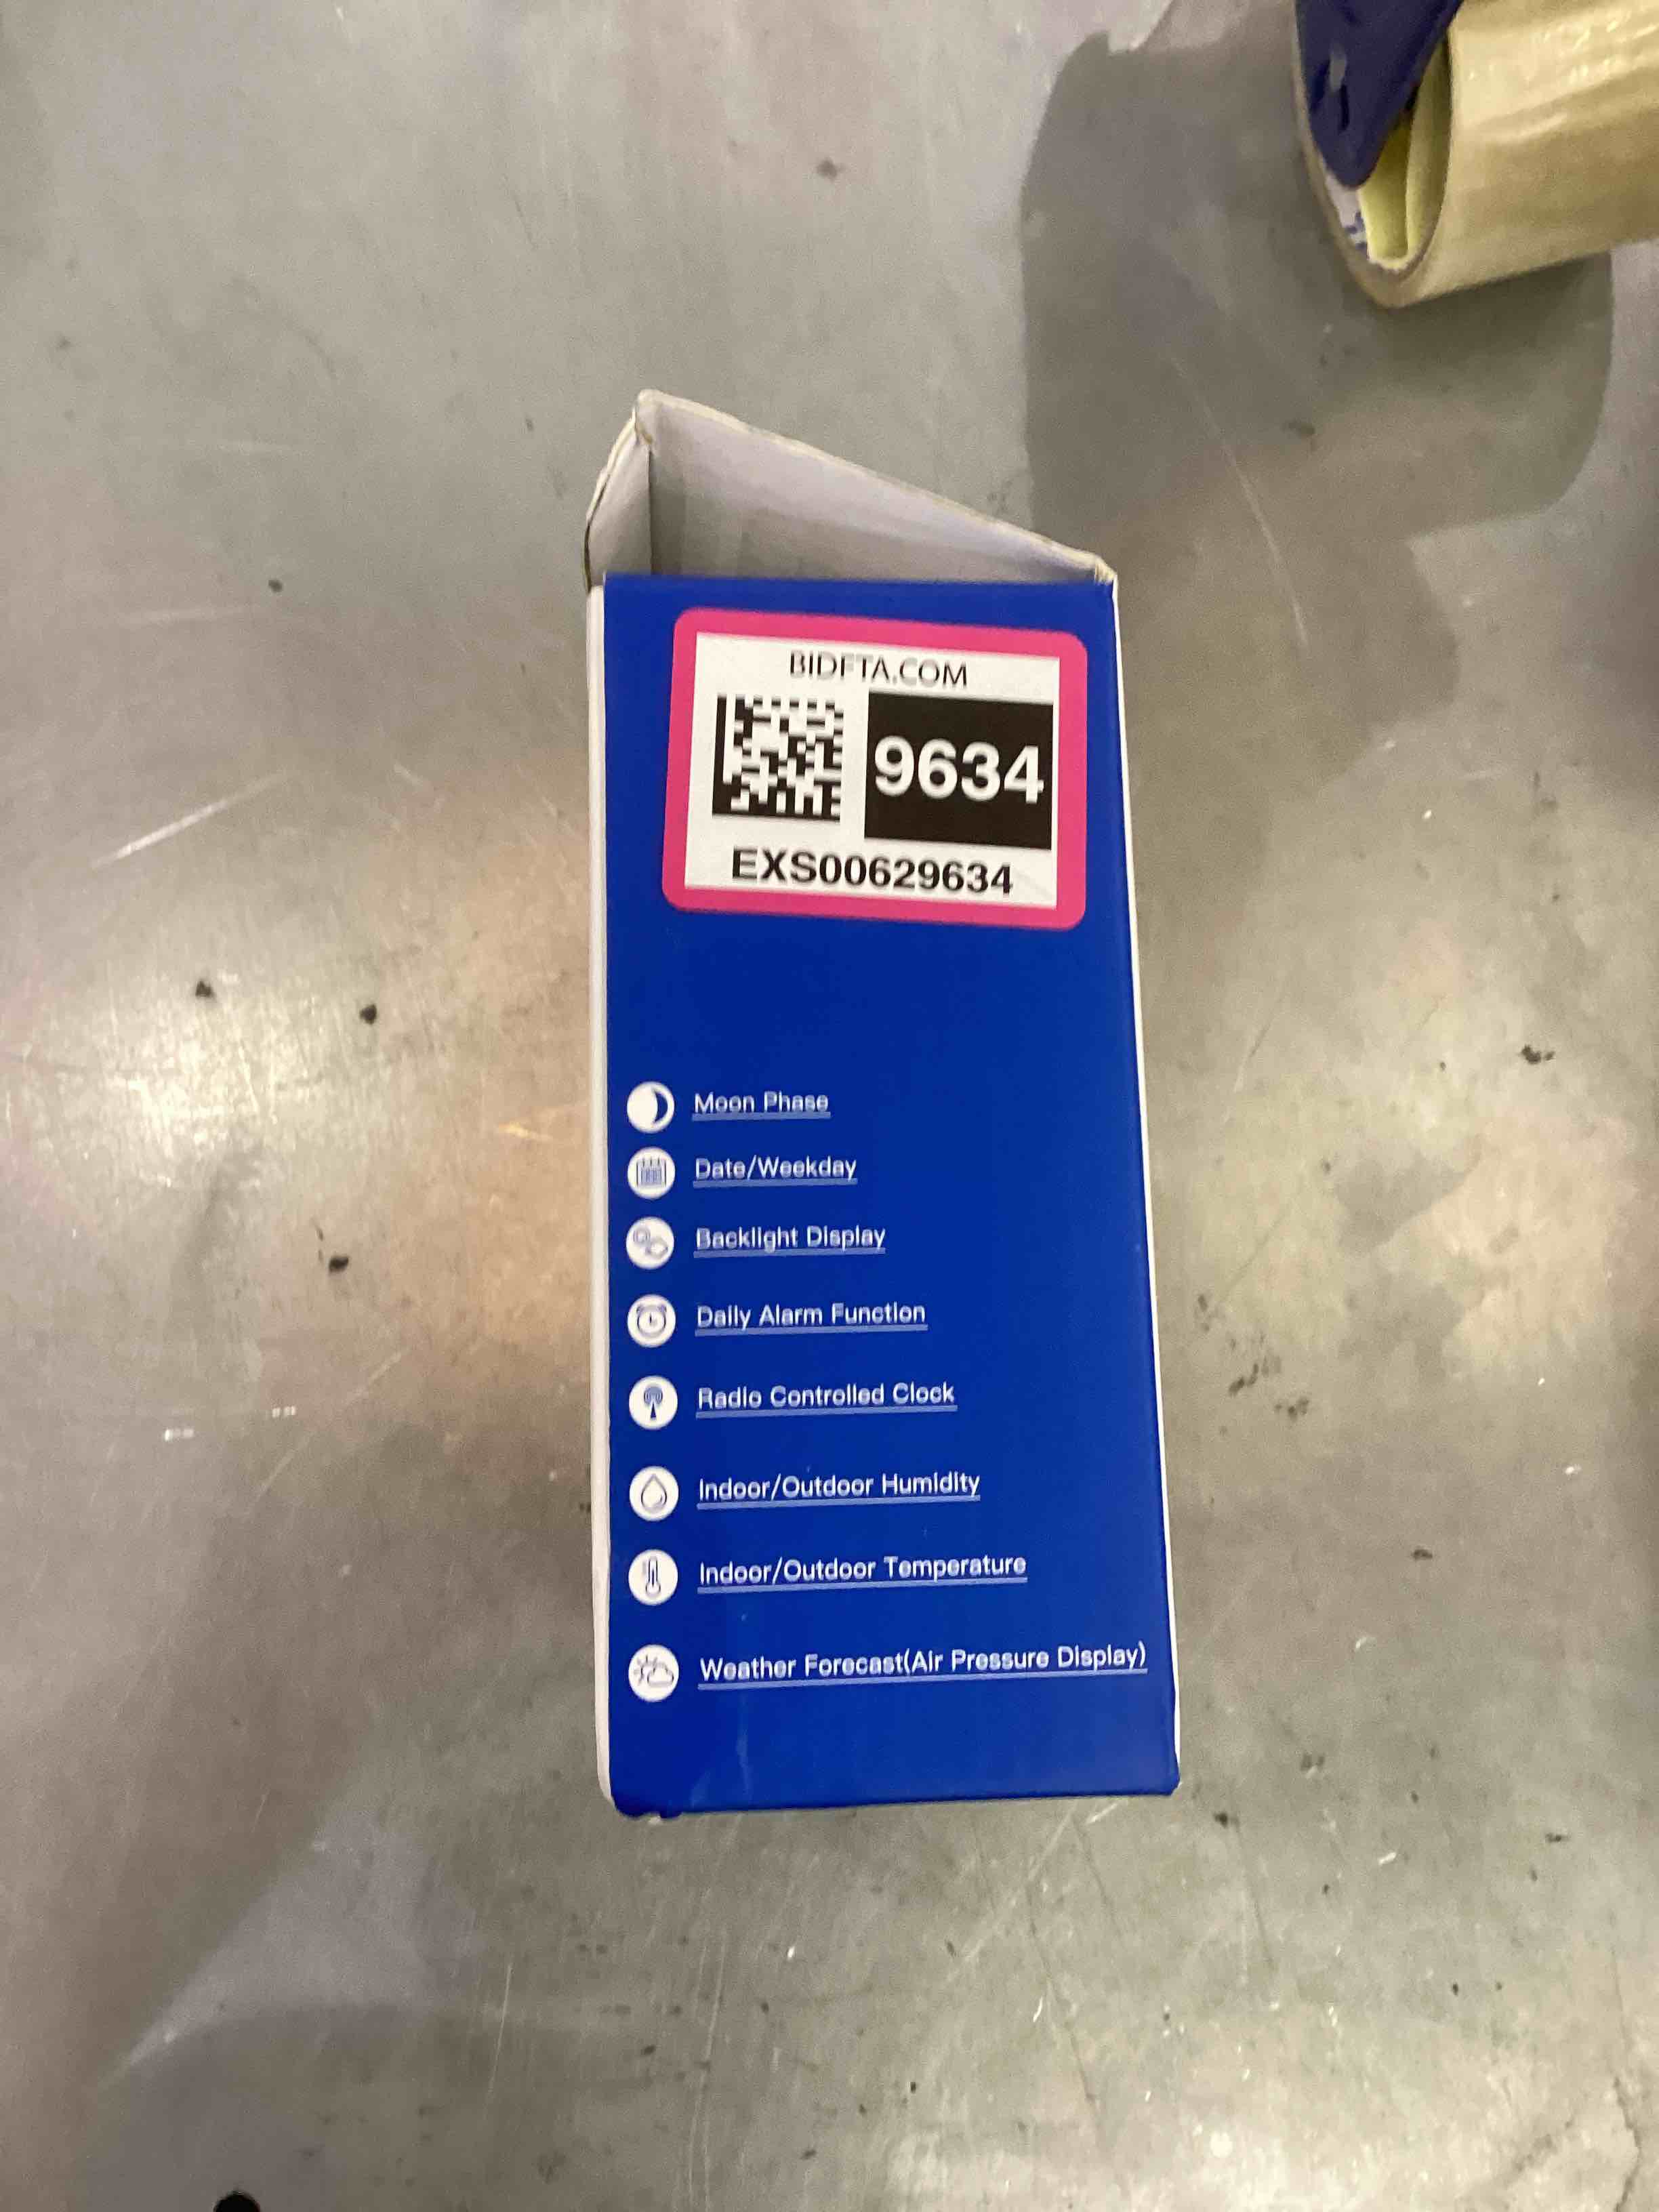 BIDFTA.COM
9634
EXS00629634
Moon Phase
Date/Weekday
Backlight Display
Daily Alarm Function
Radio Controlled Clock
Indoor/Outdoor Humidity
Indoor/Outdoor Temperature
Weather Forecast(Air Pressure Display)